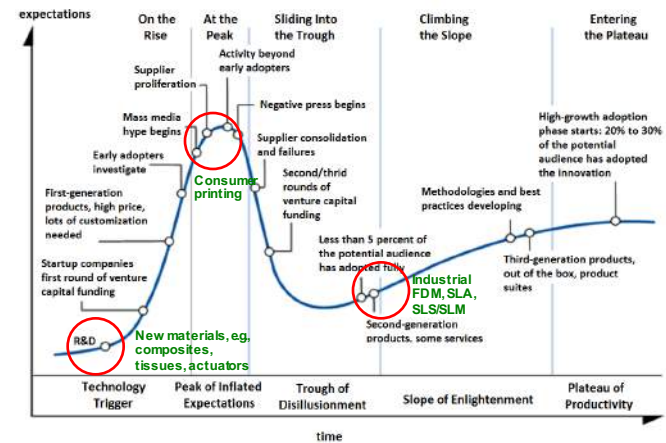 expectations
On the
Rise
At the
Peak
Sliding Into
the Trough
Climbing
the Slope
Entering
the Plateau
Activity beyond
early adopters
Supplier
proliferation
Negative press begins
Mass media
hype begins
High-growth adoption
phase starts: 20% to 30%
of the potential
audience has adopted
the innovation
Supplier consolidation
and failures
Early adopters
investigate
Consumer
printing
Second/thrid
rounds of
venture capital
funding
Methodologies and best
practices developing
First-generation
products, high price,
lots of customization
needed
Less than 5 percent of
the potential audience
has adopted fully
Third-generation products,
out of the box, product
suites
Startup companies
first round of venture
capital funding
Industrial
FDM, SLA,
SLS/SLM
Second-generation
products, some services
R&D
New materials, eg,
composites,
tissues, actuators
Technology
Trigger
Peak of Inflated
Expectations
Trough of
Disillusionment
Slope of Enlightenment
Plateau of
Productivity
time